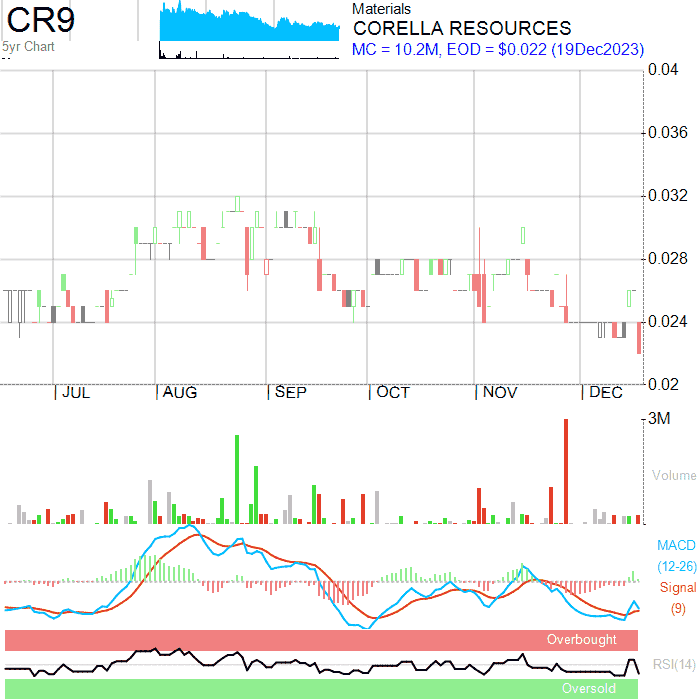 CR9
5yr Chart
Materials
CORELLA RESOURCES
MC = 10.2M, EOD = $0.022 (19Dec2023)
0.04
0.036
0.032
0.028
0.024
0.02
JUL AUG SEP OCT NOV DEC
3M
Volume
MACD
(12-26)
Signal
(9)
Overbought
RSI(14)
Oversold